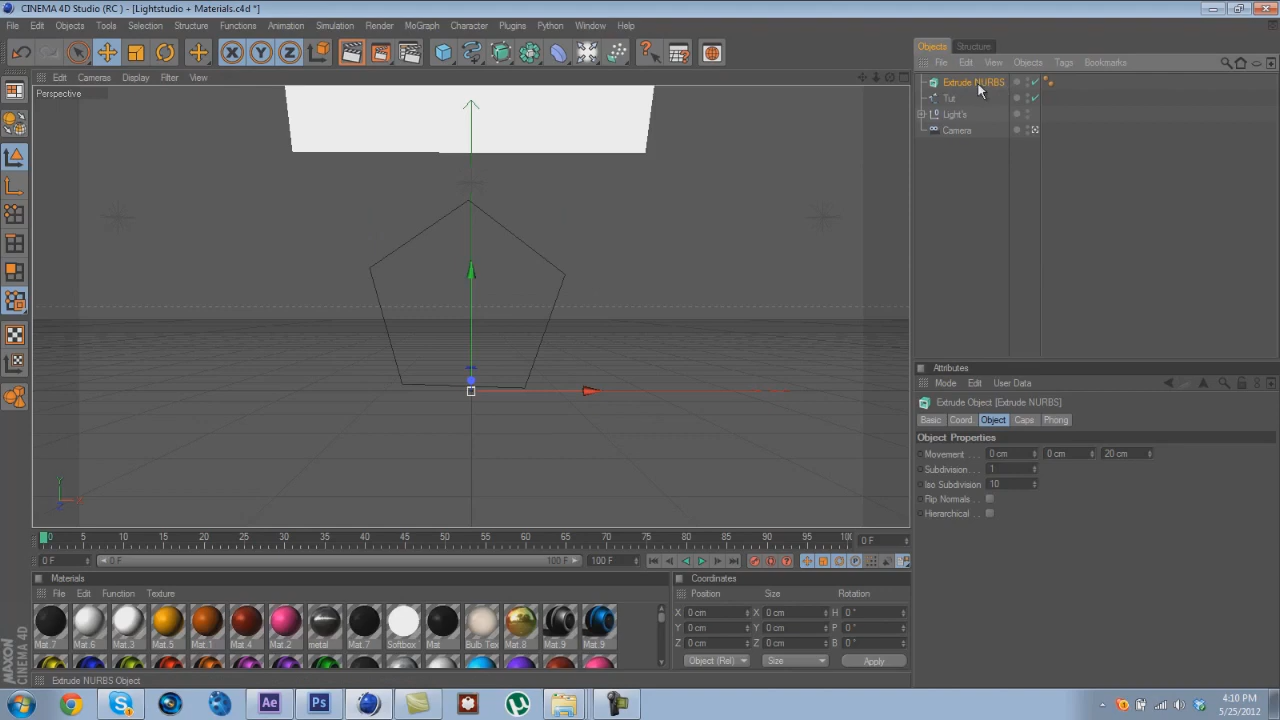 CINEMA 4D Studio (RC ) - [Lightstudio + Materials.c4d *]
File Edit Objects Tools Selection Structure Functions Animation Simulation Render MoGraph Character Plugins Python Window Help
X Y Z
Objects Structure
File Edit View Objects Tags Bookmarks
Edit Cameras Display Filter View
Perspective
Extrude NURBS
Tut
Light's
Camera
Attributes
Mode Edit User Data
Extrude Object [Extrude NURBS]
Basic Coord. Object Caps Phong
Object Properties
Movement . . . 0 cm 0 cm 20 cm
Subdivision . 1
Iso Subdivision 10
Flip Normals . .
Hierarchical . .
0 5 10 15 20 25 30 35 40 45 50 55 60 65 70 75 80 85 90 95 0 F
0 F 0 F 100 F 100 F
Materials
File Edit Function Texture
Mat.7 Mat.6 Mat.5 Mat.5 Mat.1 Mat.4 Mat.2 metal Mat Softbox Mat Bulb Tex Mat.8 Mat.9 Mat.9
Coordinates
Position Size Rotation
X 0 cm X 0 cm H 0 °
Y 0 cm Y 0 cm P 0 °
Z 0 cm Z 0 cm B 0 °
Object (Rel) Size Apply
MAXON
CINEMA 4D
Extrude NURBS Object
Ae Ps
4:10 PM
5/25/2012